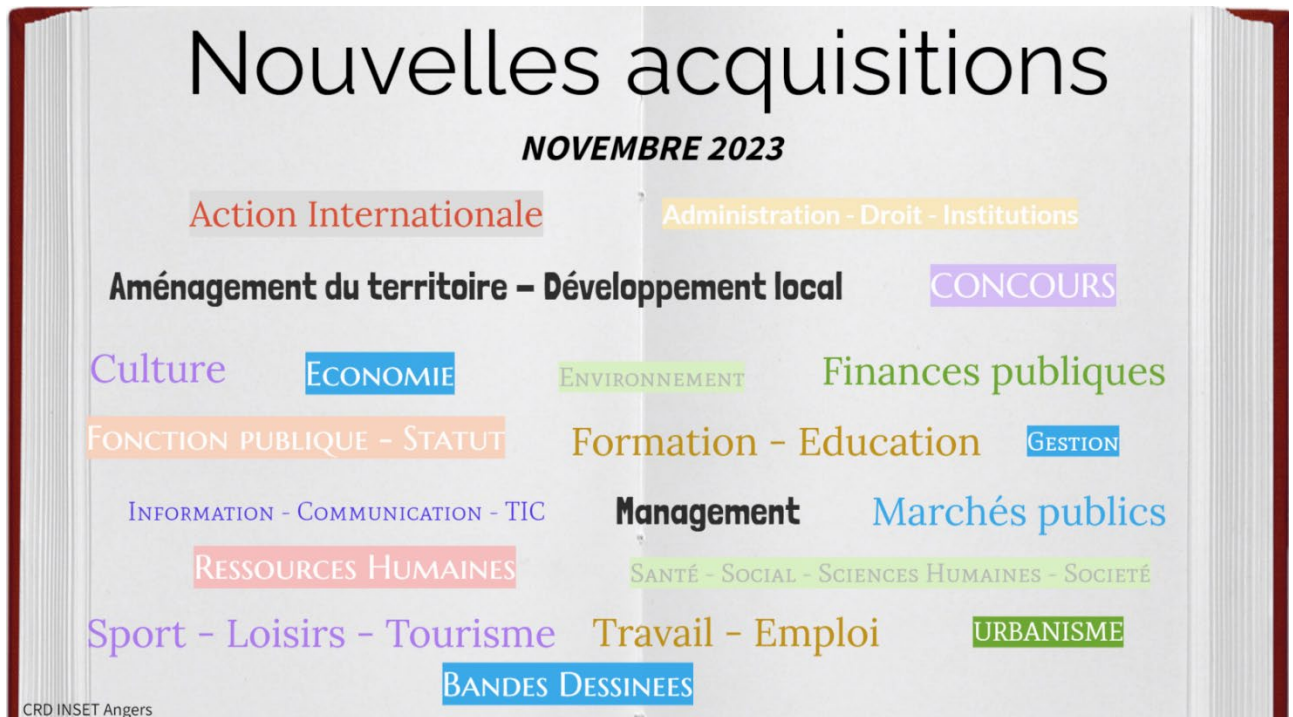 Nouvelles acquisitions
NOVEMBRE 2023
Action Internationale
Administration - Droit - Institutions
Aménagement du territoire – Développement local
CONCOURS
Culture
ECONOMIE
ENVIRONNEMENT
Finances publiques
FONCTION PUBLIQUE - STATUT
Formation - Education
GESTION
INFORMATION - COMMUNICATION - TIC
Management
Marchés publics
RESSOURCES HUMAINES
SANTÉ - SOCIAL - SCIENCES HUMAINES - SOCIETÉ
Sport - Loisirs - Tourisme
Travail - Emploi
URBANISME
BANDES DESSINEES
CRD INSET Angers